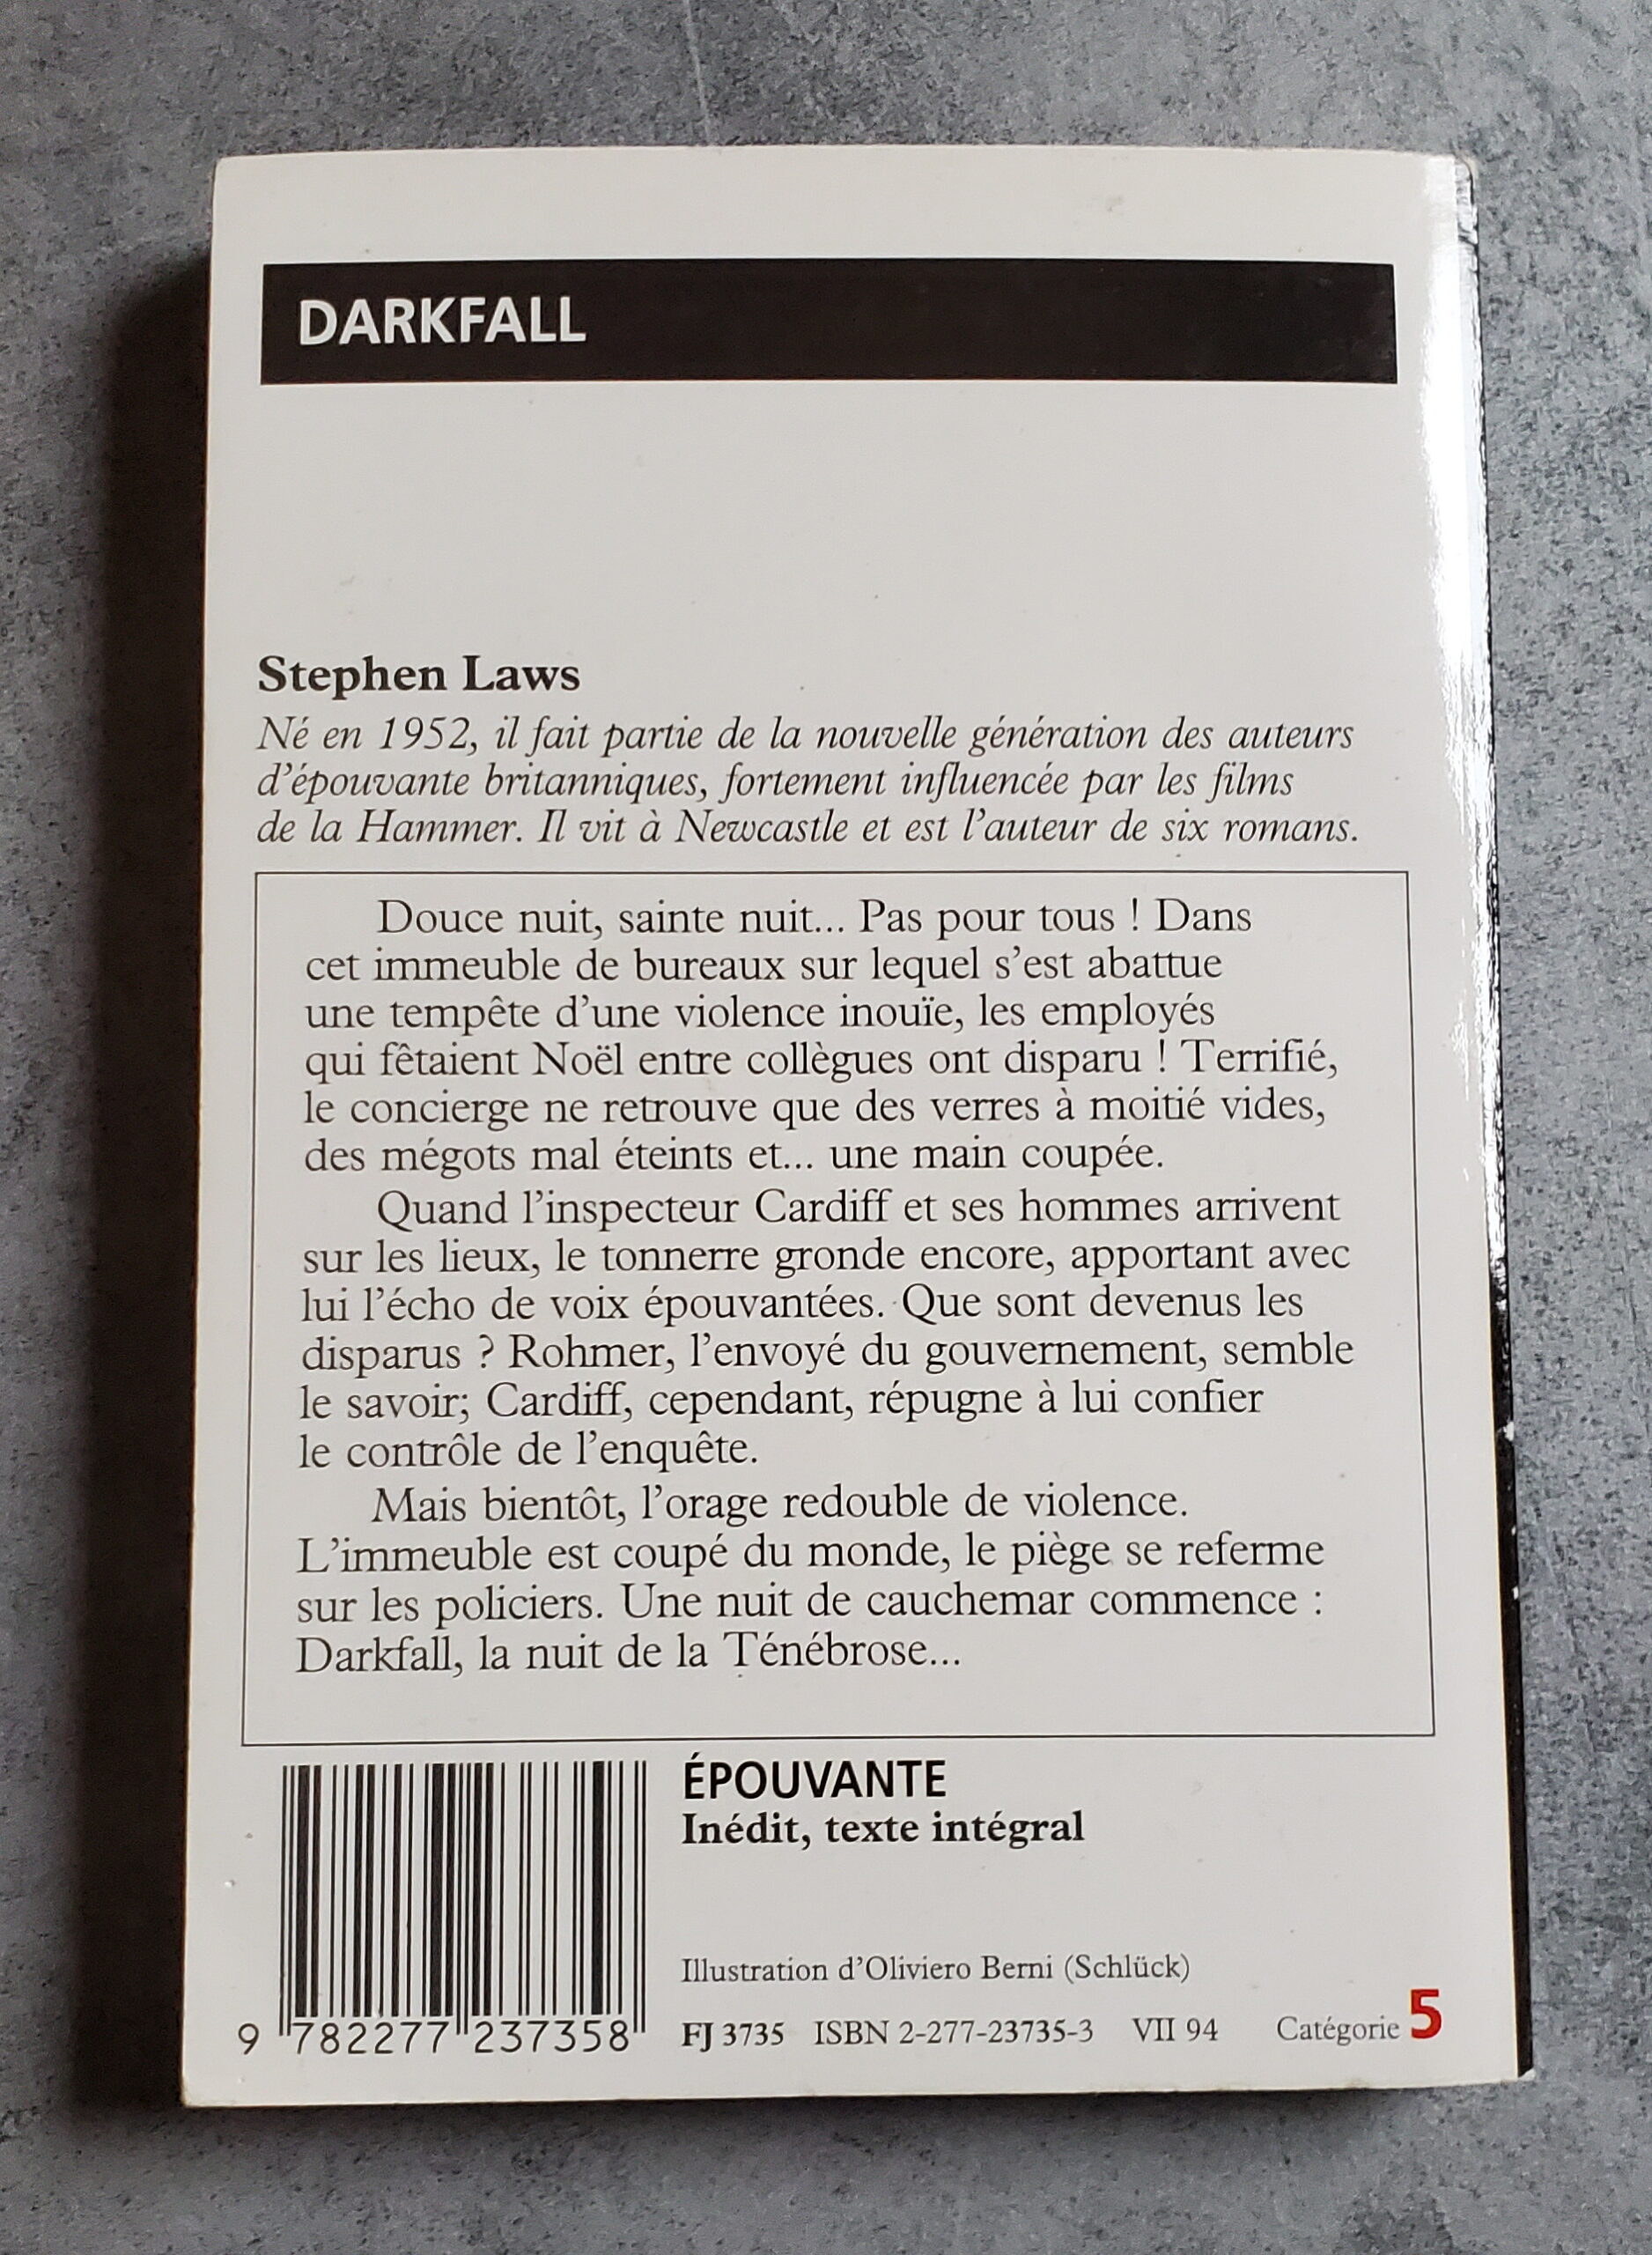 DARKFALL
Stephen Laws
Né en 1952, il fait partie de la nouvelle génération des auteurs
d'épouvante britanniques, fortement influencée par les films
de la Hammer. Il vit à Newcastle et est l'auteur de six romans.
Douce nuit, sainte nuit... Pas pour tous ! Dans
cet immeuble de bureaux sur lequel s'est abattue
une tempête d'une violence inouïe, les employés
qui fêtaient Noël entre collègues ont disparu ! Terrifié,
le concierge ne retrouve que des verres à moitié vides,
des mégots mal éteints et... une main coupée.
Quand l'inspecteur Cardiff et ses hommes arrivent
sur les lieux, le tonnerre gronde encore, apportant avec
lui l'écho de voix épouvantées. Que sont devenus les
disparus ? Rohmer, l'envoyé du gouvernement, semble
le savoir; Cardiff, cependant, répugne à lui confier
le contrôle de l'enquête.
Mais bientôt, l'orage redouble de violence.
L'immeuble est coupé du monde, le piège se referme
sur les policiers. Une nuit de cauchemar commence :
Darkfall, la nuit de la Ténébrose...
ÉPOUVANTE
Inédit, texte intégral
Illustration d'Oliviero Berni (Schlück)
9 782277 237358
FJ 3735 ISBN 2-277-23735-3 VII 94 Catégorie 5